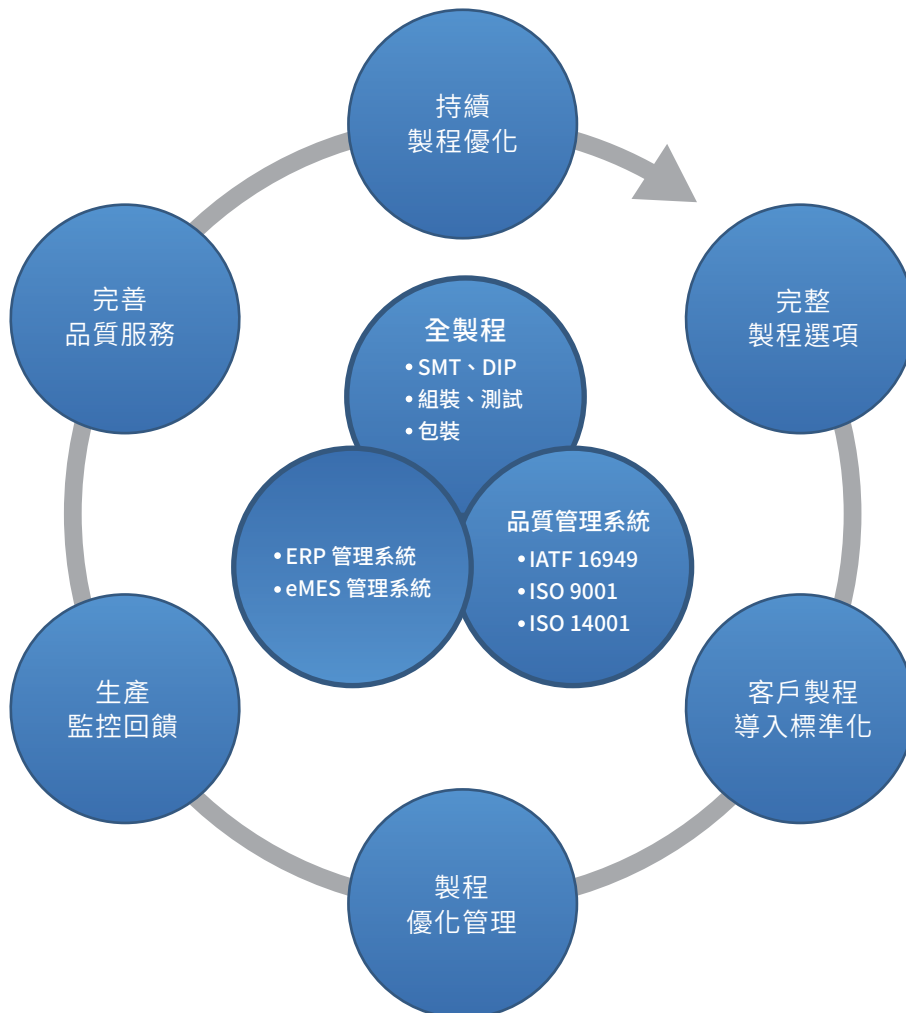 持續
製程優化
完整
製程選項
客戶製程
導入標準化
製程
優化管理
生產
監控回饋
完善
品質服務
全製程
• SMT、DIP
• 組裝、測試
• 包裝
品質管理系統
• IATF 16949
• ISO 9001
• ISO 14001
• ERP 管理系統
• eMES 管理系統